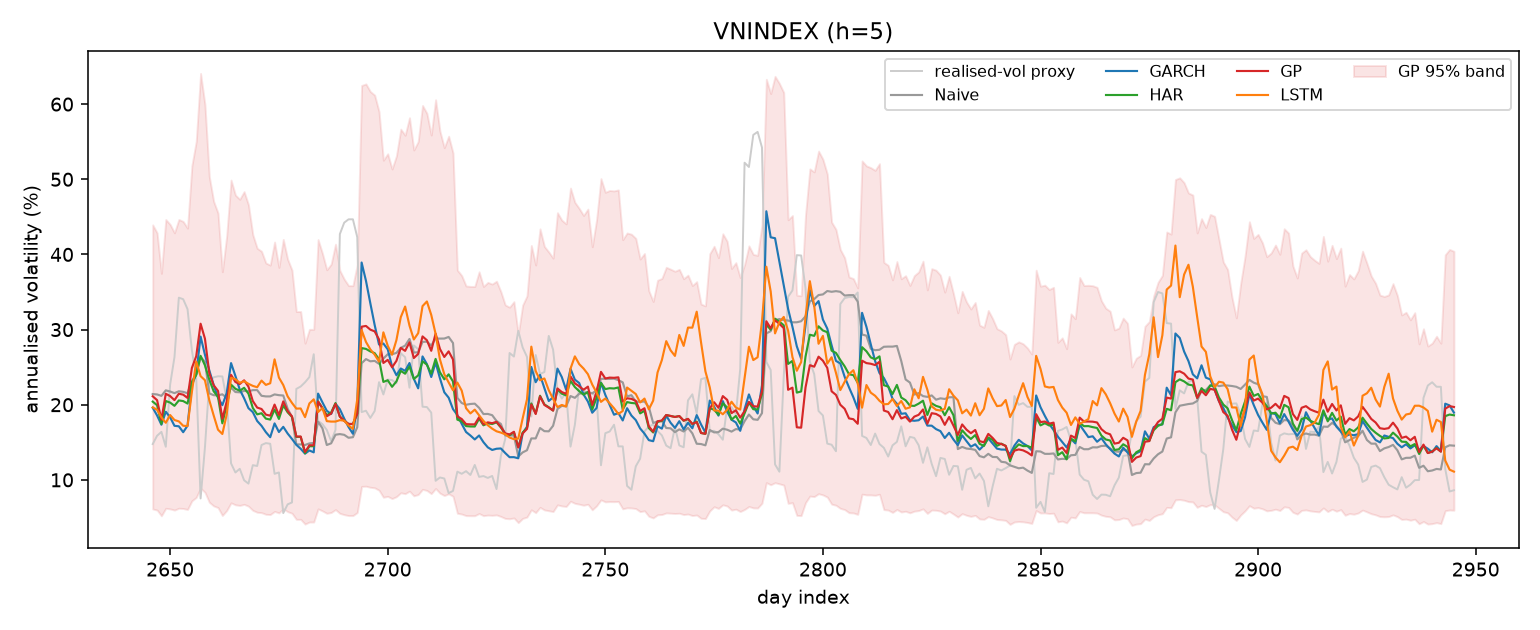 VNINDEX (h=5)
realised-vol proxy GARCH GP GP 95% band
Naive HAR LSTM
annualised volatility (%)
60
50
40
30
20
10
2650 2700 2750 2800 2850 2900 2950
day index